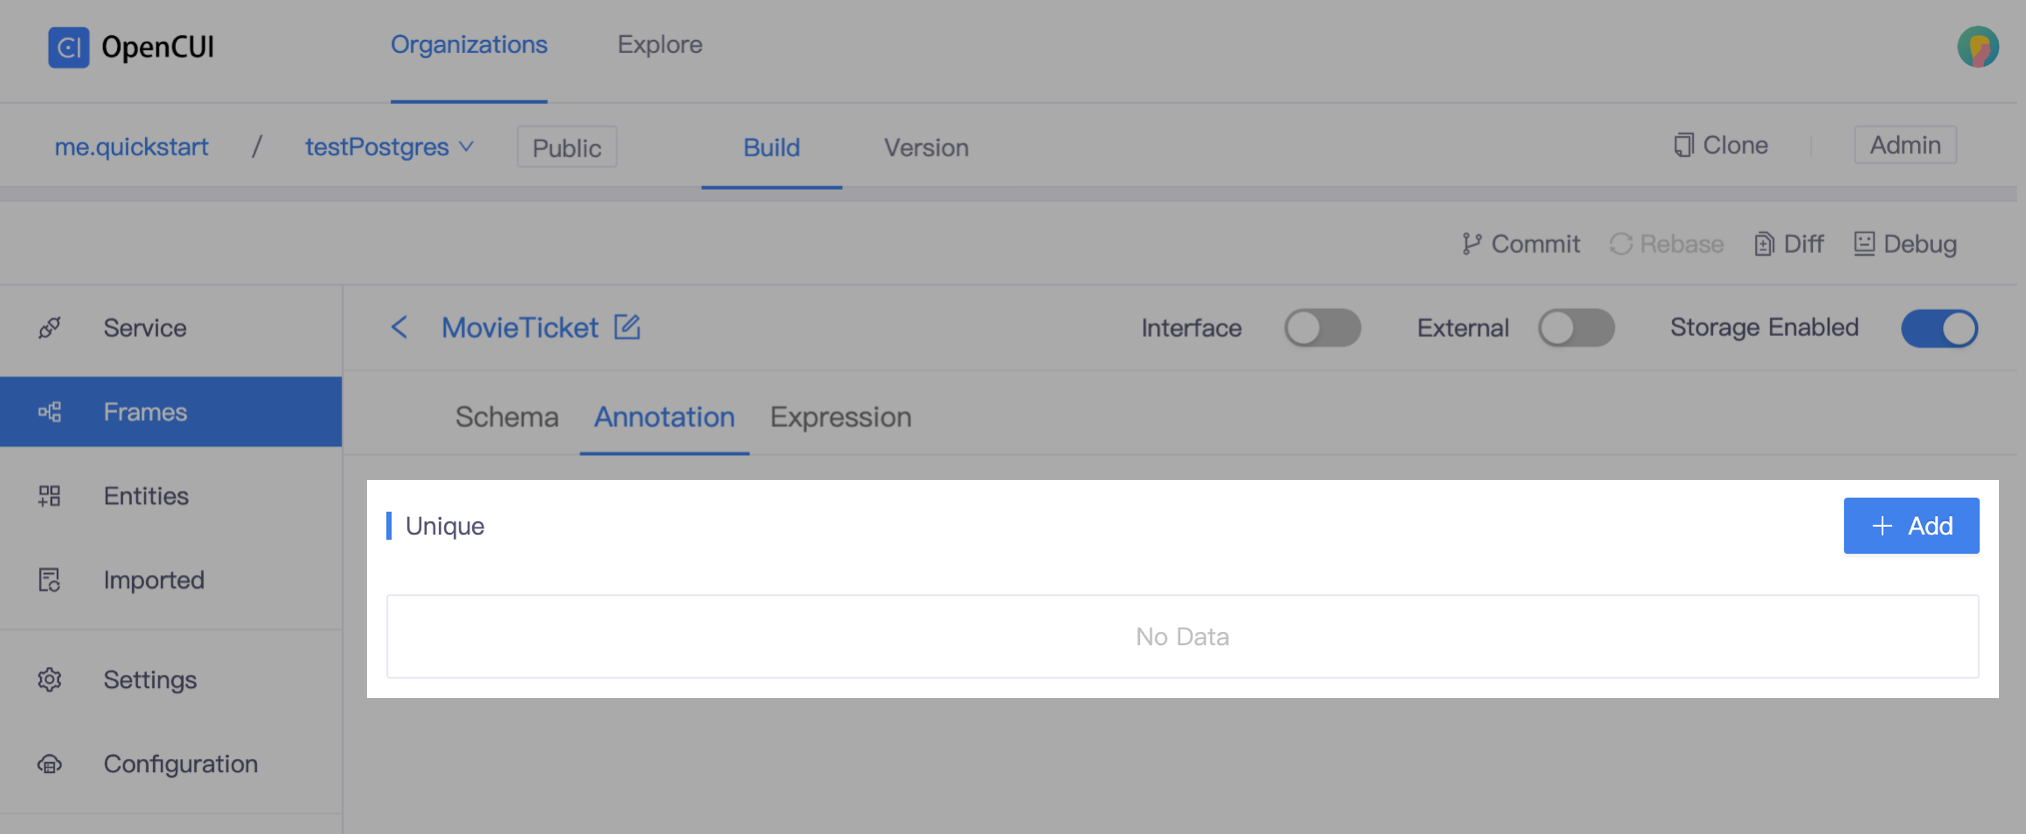 OpenCUI Organizations Explore
me.quickstart / testPostgres Public Build Version Clone Admin
Commit Rebase Diff Debug
Service
MovieTicket Interface External Storage Enabled
Frames
Schema Annotation Expression
Entities
Unique + Add
Imported
No Data
Settings
Configuration